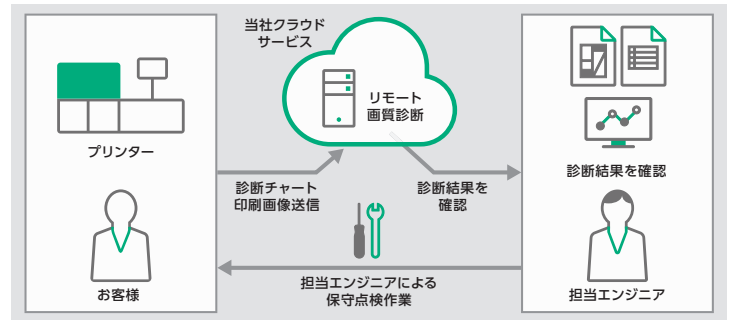 当社クラウド
サービス
リモート
画質診断
プリンター
お客様
診断チャート
印刷画像送信
診断結果を
確認
診断結果を確認
担当エンジニア
担当エンジニアによる
保守点検作業